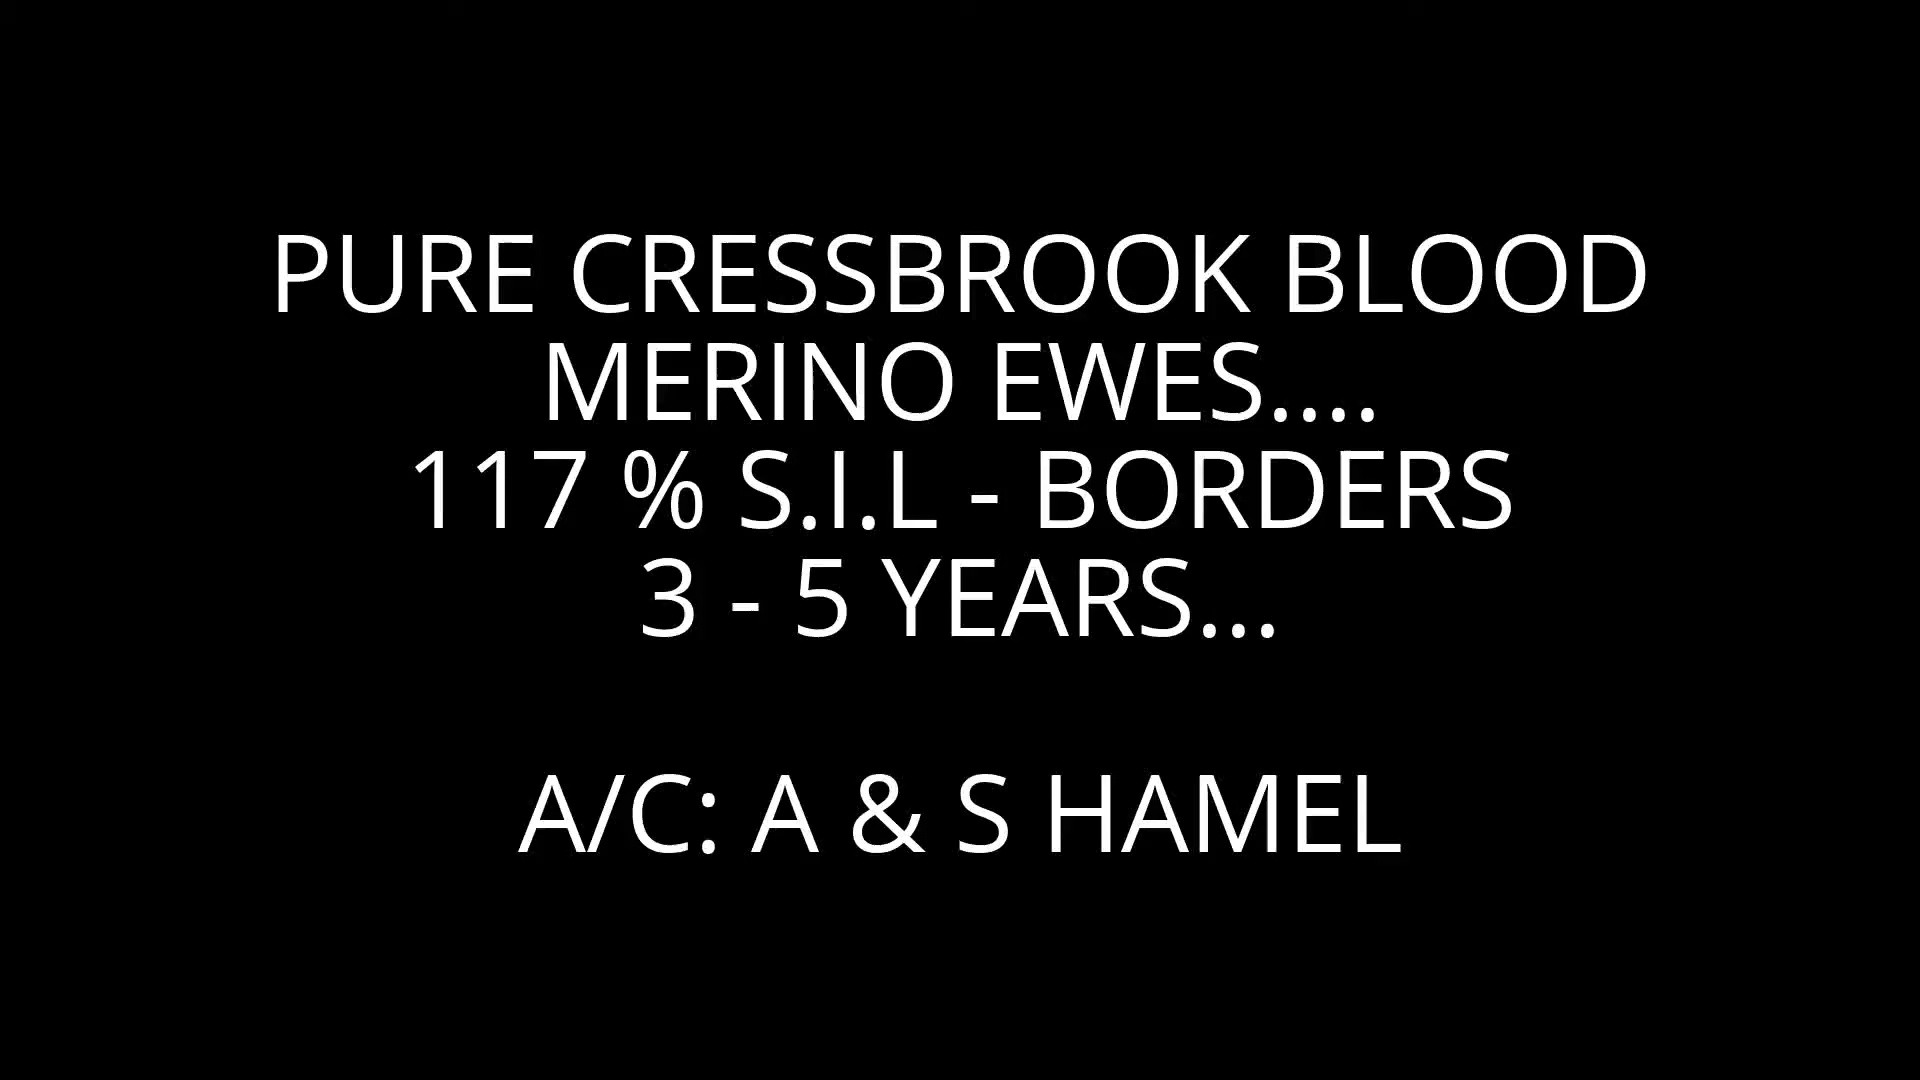 PURE CRESSBROOK BLOOD
MERINO EWES....
117 % S.I.L - BORDERS
3 - 5 YEARS...
A/C: A & S HAMEL